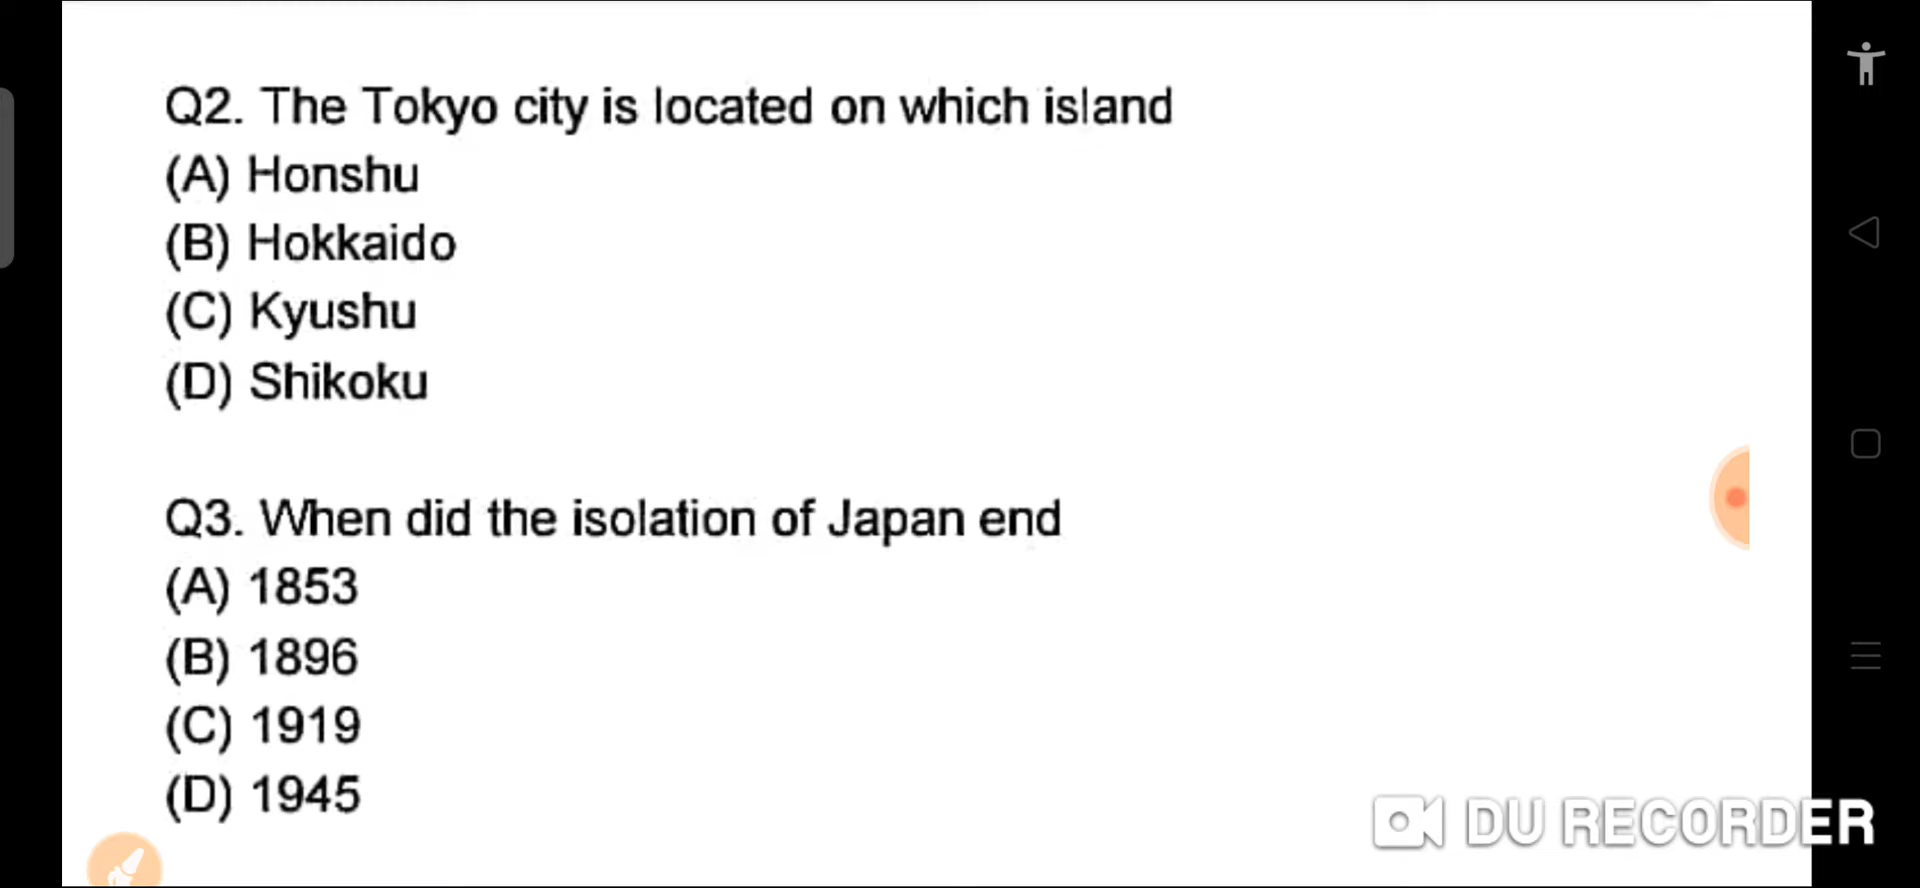 Q2. The Tokyo city is located on which island
(A) Honshu
(B) Hokkaido
(C) Kyushu
(D) Shikoku
Q3. When did the isolation of Japan end
(A) 1853
(B) 1896
(C) 1919
(D) 1945
DU RECORDER